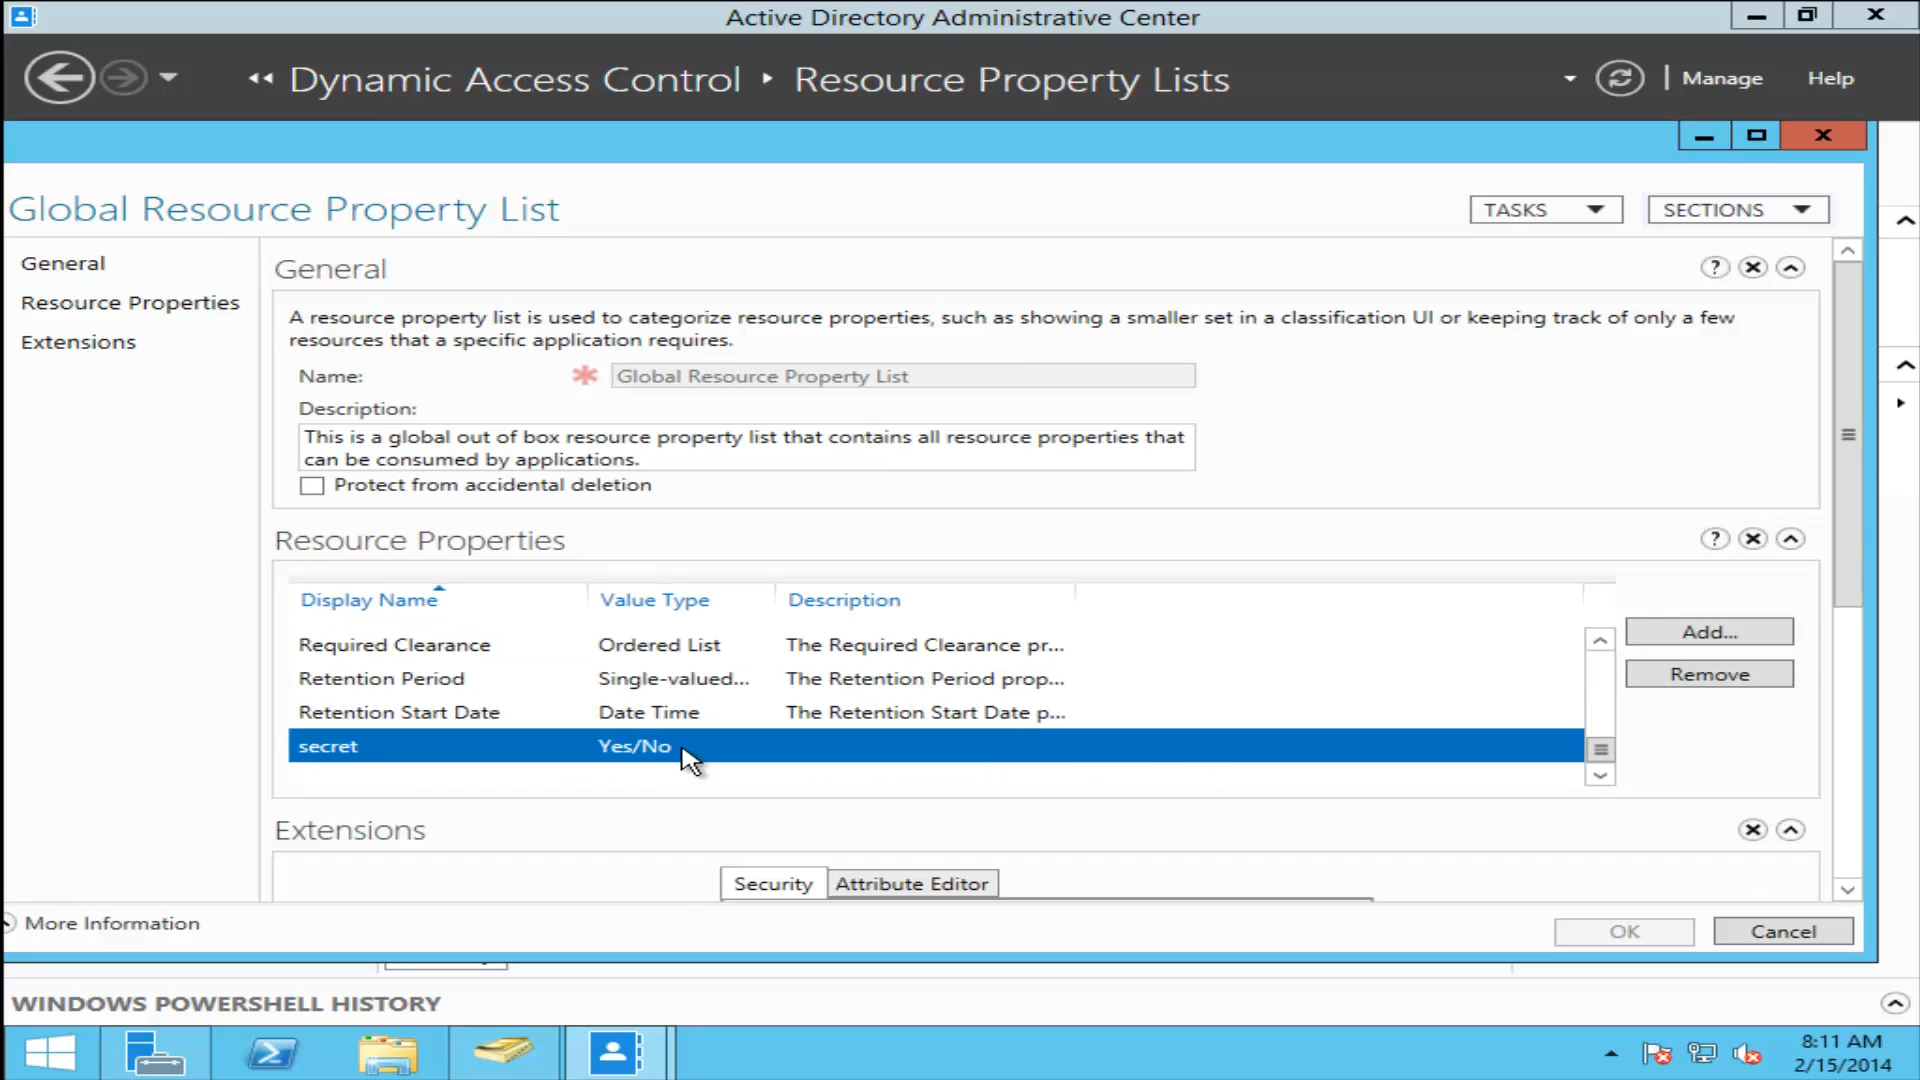 Active Directory Administrative Center
Dynamic Access Control
Resource Property Lists
Manage
Help
Global Resource Property List
TASKS
SECTIONS
General
Resource Properties
Extensions
General
A resource property list is used to categorize resource properties, such as showing a smaller set in a classification UI or keeping track of only a few
resources that a specific application requires.
Name:
Global Resource Property List
Description:
This is a global out of box resource property list that contains all resource properties that
can be consumed by applications.
Protect from accidental deletion
Resource Properties
Display Name Value Type Description
Required Clearance Ordered List The Required Clearance pr...
Retention Period Single-valued... The Retention Period prop...
Retention Start Date Date Time The Retention Start Date p...
secret Yes/No
Add...
Remove
Extensions
Security Attribute Editor
More Information
OK
Cancel
WINDOWS POWERSHELL HISTORY
8:11 AM
2/15/2014